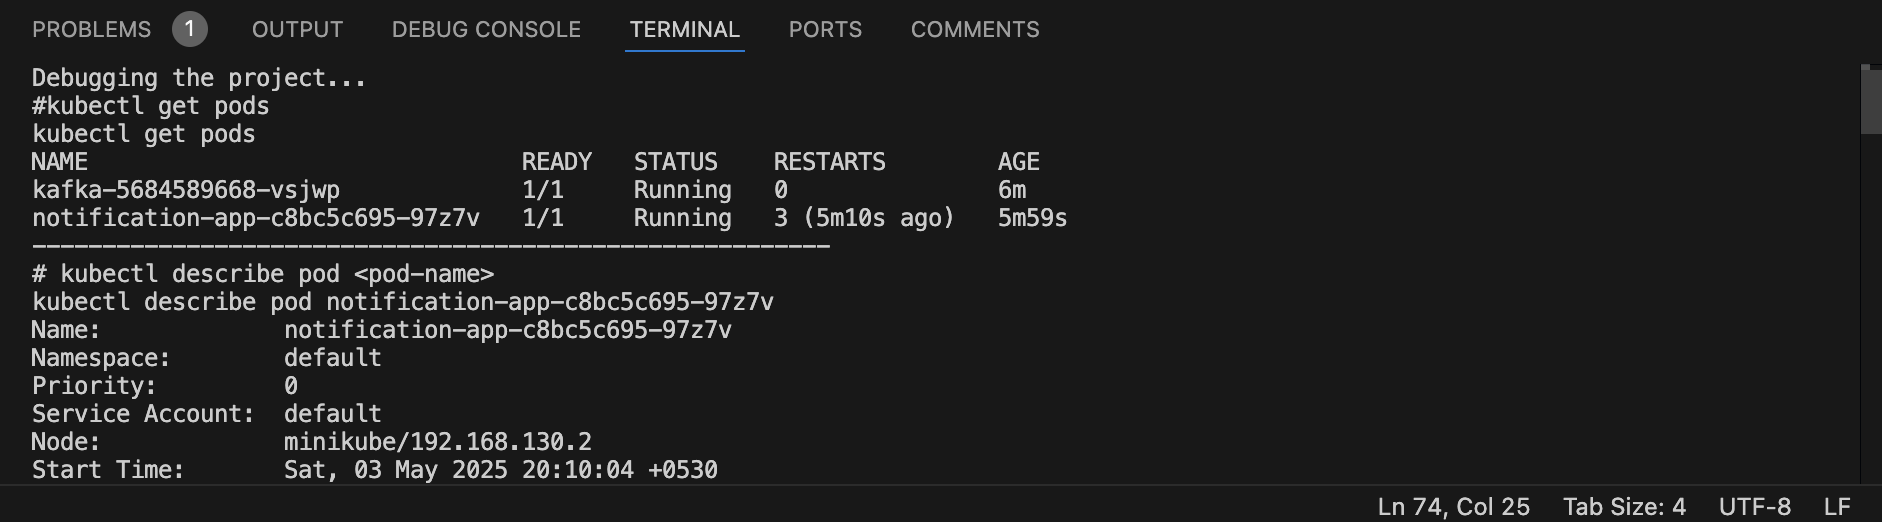 PROBLEMS 1 OUTPUT DEBUG CONSOLE TERMINAL PORTS COMMENTS
Debugging the project...
#kubectl get pods
kubectl get pods
NAME                               READY   STATUS    RESTARTS        AGE
kafka-5684589668-vsjwp             1/1     Running   0               6m
notification-app-c8bc5c695-97z7v   1/1     Running   3 (5m10s ago)   5m59s
---------------------------------------------------------
# kubectl describe pod <pod-name>
kubectl describe pod notification-app-c8bc5c695-97z7v
Name:             notification-app-c8bc5c695-97z7v
Namespace:        default
Priority:         0
Service Account:  default
Node:             minikube/192.168.130.2
Start Time:       Sat, 03 May 2025 20:10:04 +0530
Ln 74, Col 25 Tab Size: 4 UTF-8 LF